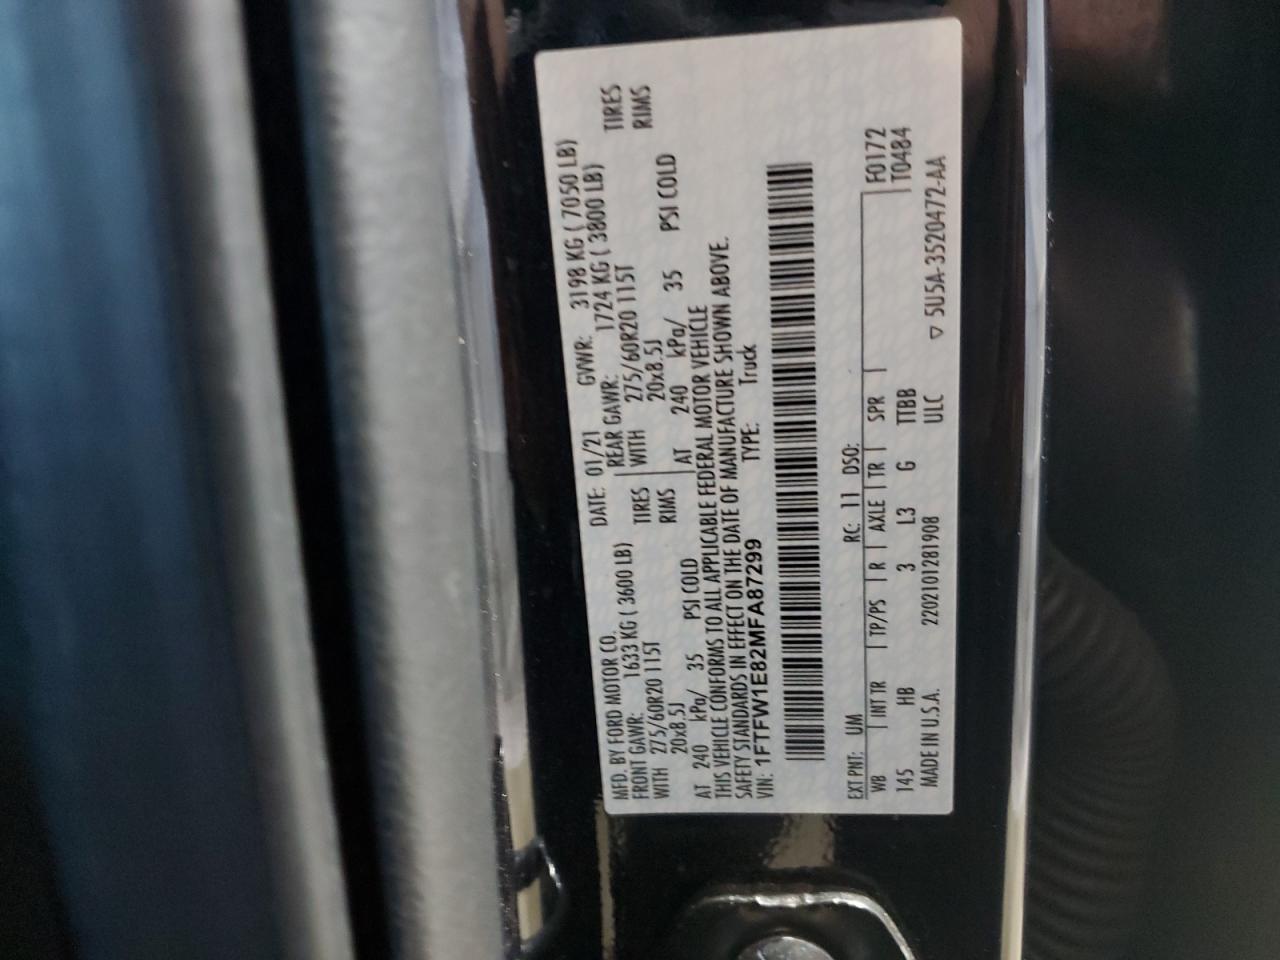 MFD. BY FORD MOTOR CO. DATE: 01/21 GVWR: 3198 KG ( 7050 LB)
FRONT GAWR: 1633 KG ( 3600 LB) REAR GAWR: 1724 KG ( 3800 LB)
WITH 275/60R20 115T TIRES WITH 275/60R20 115T TIRES
20x8.5J RIMS 20x8.5J RIMS
AT 240 kPa/ 35 PSI COLD AT 240 kPa/ 35 PSI COLD
THIS VEHICLE CONFORMS TO ALL APPLICABLE FEDERAL MOTOR VEHICLE
SAFETY STANDARDS IN EFFECT ON THE DATE OF MANUFACTURE SHOWN ABOVE.
VIN: 1FTFW1E82MFA87299 TYPE: Truck
EXT PNT: UM RC: 11 DSO: F0172
WB INT TR TP/PS R AXLE TR SPR T0484
145 HB 3 L3 G TTBB
MADE IN U.S.A. 2202101281908 ULC ▽ 5U5A-3520472-AA